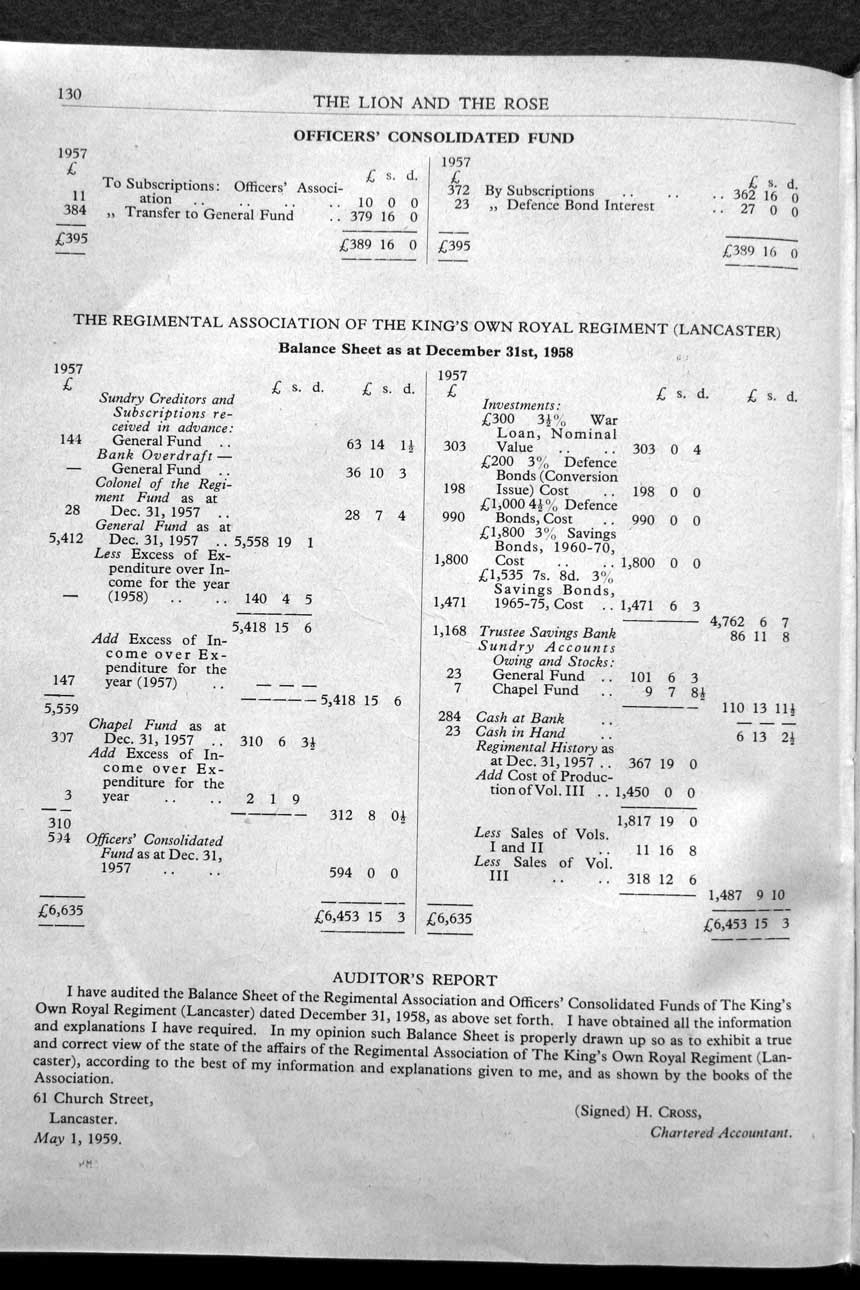 130
THE LION AND THE ROSE
OFFICERS' CONSOLIDATED FUND
1957
£ £ s. d.
To Subscriptions: Officers' Associ-
11 ation .. .. .. .. 10 0 0
384 „ Transfer to General Fund .. 379 16 0
£395 £389 16 0
1957
£ £ s. d.
372 By Subscriptions .. .. .. 362 16 0
23 „ Defence Bond Interest .. 27 0 0
£395 £389 16 0
THE REGIMENTAL ASSOCIATION OF THE KING'S OWN ROYAL REGIMENT (LANCASTER)
Balance Sheet as at December 31st, 1958
1957
£ £ s. d. £ s. d.
Sundry Creditors and
Subscriptions re-
ceived in advance:
144 General Fund .. 63 14 1½
Bank Overdraft —
— General Fund .. 36 10 3
Colonel of the Regi-
ment Fund as at
28 Dec. 31, 1957 .. 28 7 4
General Fund as at
5,412 Dec. 31, 1957 .. 5,558 19 1
Less Excess of Ex-
penditure over In-
come for the year
— (1958) .. .. 140 4 5
5,418 15 6
Add Excess of In-
come over Ex-
penditure for the
147 year (1957) .. — — —
5,418 15 6
5,559
Chapel Fund as at
307 Dec. 31, 1957 .. 310 6 3½
Add Excess of In-
come over Ex-
penditure for the
3 year .. .. 2 1 9
312 8 0½
310
594 Officers' Consolidated
Fund as at Dec. 31,
1957 .. .. 594 0 0
£6,635 £6,453 15 3
1957
£ £ s. d. £ s. d.
Investments:
£300 3½% War
Loan, Nominal
303 Value .. .. 303 0 4
£200 3% Defence
Bonds (Conversion
198 Issue) Cost .. 198 0 0
£1,000 4½% Defence
990 Bonds, Cost .. 990 0 0
£1,800 3% Savings
Bonds, 1960-70,
1,800 Cost .. .. 1,800 0 0
£1,535 7s. 8d. 3%
Savings Bonds,
1,471 1965-75, Cost .. 1,471 6 3
4,762 6 7
1,168 Trustee Savings Bank 86 11 8
Sundry Accounts
Owing and Stocks:
23 General Fund .. 101 6 3
7 Chapel Fund .. 9 7 8½
110 13 11½
284 Cash at Bank .. — — —
23 Cash in Hand .. 6 13 2½
Regimental History as
at Dec. 31, 1957 .. 367 19 0
Add Cost of Produc-
tion of Vol. III .. 1,450 0 0
1,817 19 0
Less Sales of Vols.
I and II .. 11 16 8
Less Sales of Vol.
III .. .. 318 12 6
1,487 9 10
£6,635 £6,453 15 3
AUDITOR'S REPORT
I have audited the Balance Sheet of the Regimental Association and Officers' Consolidated Funds of The King's
Own Royal Regiment (Lancaster) dated December 31, 1958, as above set forth. I have obtained all the information
and explanations I have required. In my opinion such Balance Sheet is properly drawn up so as to exhibit a true
and correct view of the state of the affairs of the Regimental Association of The King's Own Royal Regiment (Lan-
caster), according to the best of my information and explanations given to me, and as shown by the books of the
Association.
61 Church Street,
Lancaster.
May 1, 1959.
(Signed) H. CROSS,
Chartered Accountant.